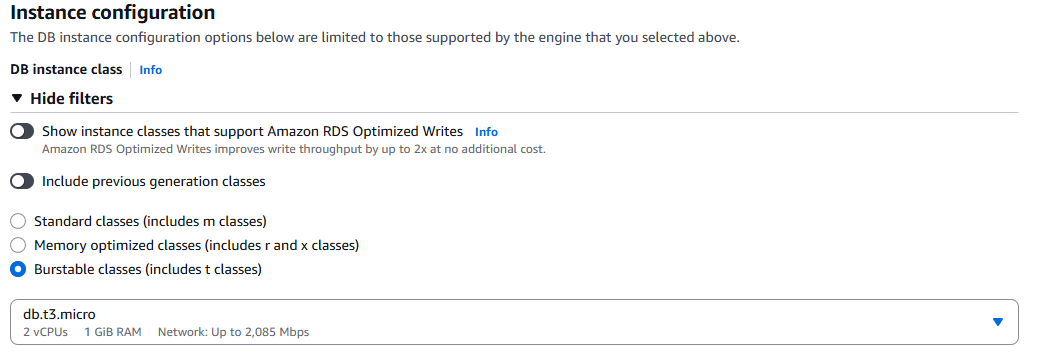 Instance configuration
The DB instance configuration options below are limited to those supported by the engine that you selected above.
DB instance class Info
Hide filters
Show instance classes that support Amazon RDS Optimized Writes Info
Amazon RDS Optimized Writes improves write throughput by up to 2x at no additional cost.
Include previous generation classes
Standard classes (includes m classes)
Memory optimized classes (includes r and x classes)
Burstable classes (includes t classes)
db.t3.micro
2 vCPUs 1 GiB RAM Network: Up to 2,085 Mbps